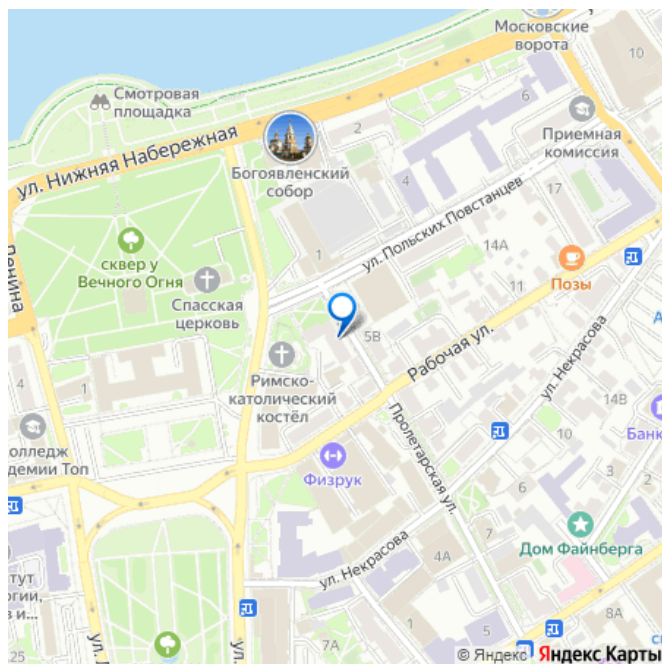 Московские
ворота
10
Смотровая
площадка
6
2
Приемная
комиссия
ул. Нижняя Набережная
Богоявленский
собор
4
17
ул. Польских Повстанцев
сквер у
Вечного Огня
1
14А
Позы
Спасская
церковь
11
5В
Рабочая ул.
ул. Некрасова
Римско-
католический
костёл
4
1
14В
Пролетарская ул.
Банк
10
Физрук
7
Дом Файнберга
ул. Некрасова
4А
6
1
7А
5
8А
25
ул.
© Яндекс Яндекс Карты